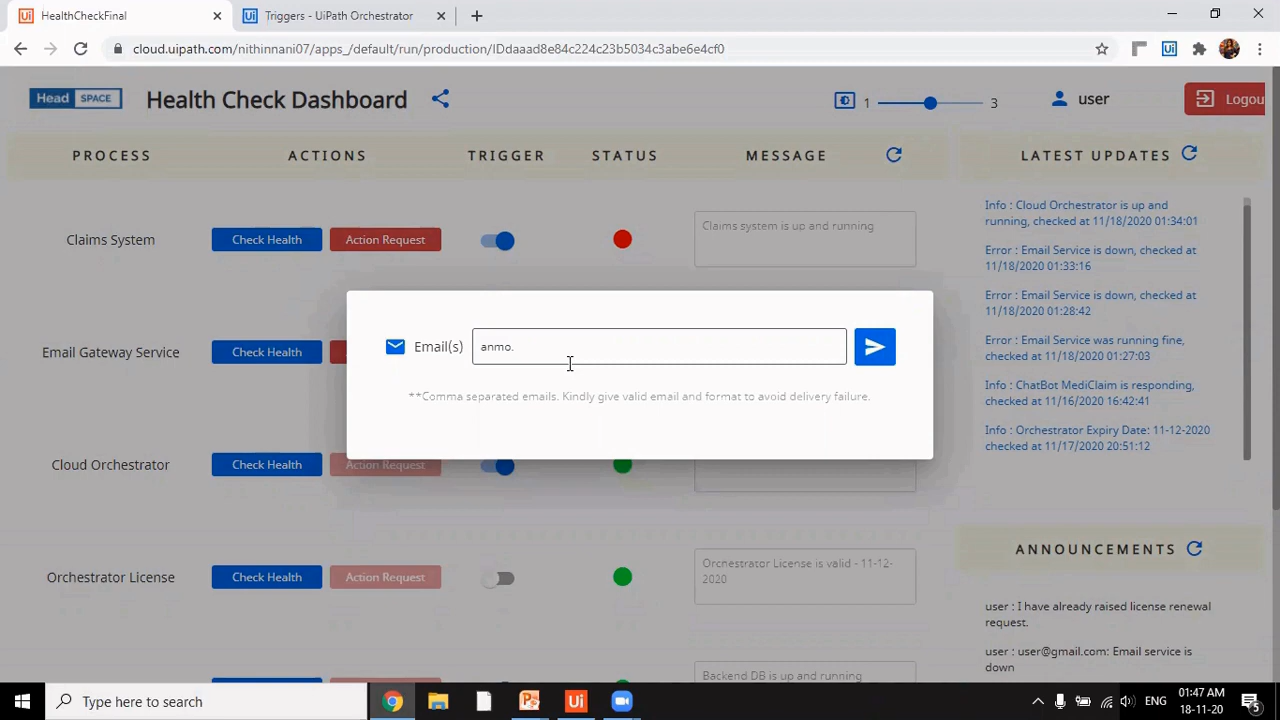 HealthCheckFinal
Triggers - UiPath Orchestrator
cloud.uipath.com/nithinnani07/apps_/default/run/production/IDdaaad8e84c224c23b5034c3abe6e4cf0
Head SPACE
Health Check Dashboard
1
3
user
Logou
PROCESS
ACTIONS
TRIGGER
STATUS
MESSAGE
LATEST UPDATES
Claims System
Check Health
Action Request
Claims system is up and running
Email Gateway Service
Check Health
Cloud Orchestrator
Check Health
Action Request
Orchestrator License
Check Health
Action Request
Orchestrator License is valid - 11-12-
2020
Backend DB is up and running
Email(s)
anmo.
**Comma separated emails. Kindly give valid email and format to avoid delivery failure.
Info : Cloud Orchestrator is up and
running, checked at 11/18/2020 01:34:01
Error : Email Service is down, checked at
11/18/2020 01:33:16
Error : Email Service is down, checked at
11/18/2020 01:28:42
Error : Email Service was running fine,
checked at 11/18/2020 01:27:03
Info : ChatBot MediClaim is responding,
checked at 11/16/2020 16:42:41
Info : Orchestrator Expiry Date: 11-12-2020
checked at 11/17/2020 20:51:12
ANNOUNCEMENTS
user : I have already raised license renewal
request.
user : user@gmail.com: Email service is
down
Type here to search
ENG
01:47 AM
18-11-20
5